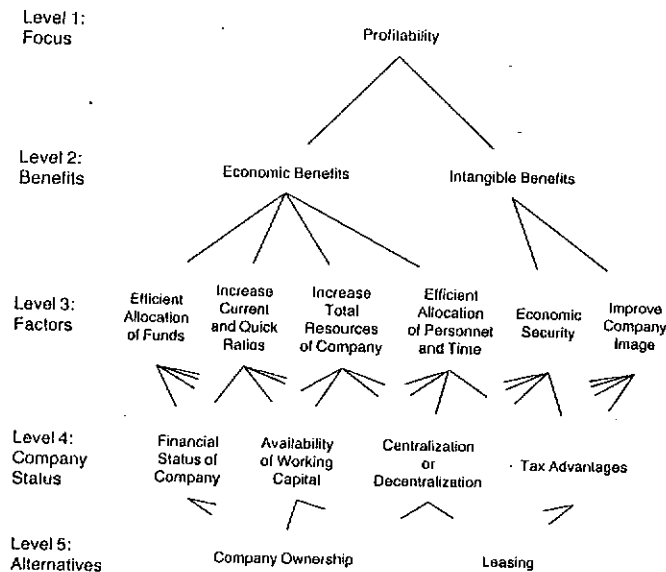 Level 1:
Focus
Profitability
Level 2:
Benefits
Economic Benefits
Intangible Benefits
Level 3:
Factors
Efficient
Allocation
of Funds
Increase
Current
and Quick
Ratios
Increase
Total
Resources
of Company
Efficient
Allocation
of Personnel
and Time
Economic
Security
Improve
Company
Image
Level 4:
Company
Status
Financial
Status of
Company
Availability
of Working
Capital
Centralization
or
Decentralization
Tax Advantages
Level 5:
Alternatives
Company Ownership
Leasing